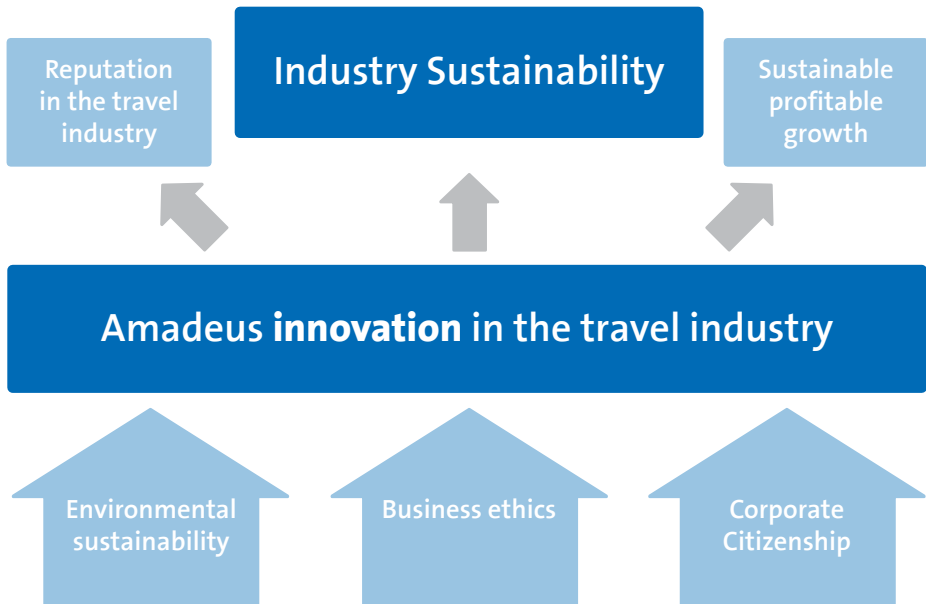 Reputation
in the travel
industry
Industry Sustainability
Sustainable
profitable
growth
Amadeus innovation in the travel industry
Environmental
sustainability
Business ethics
Corporate
Citizenship